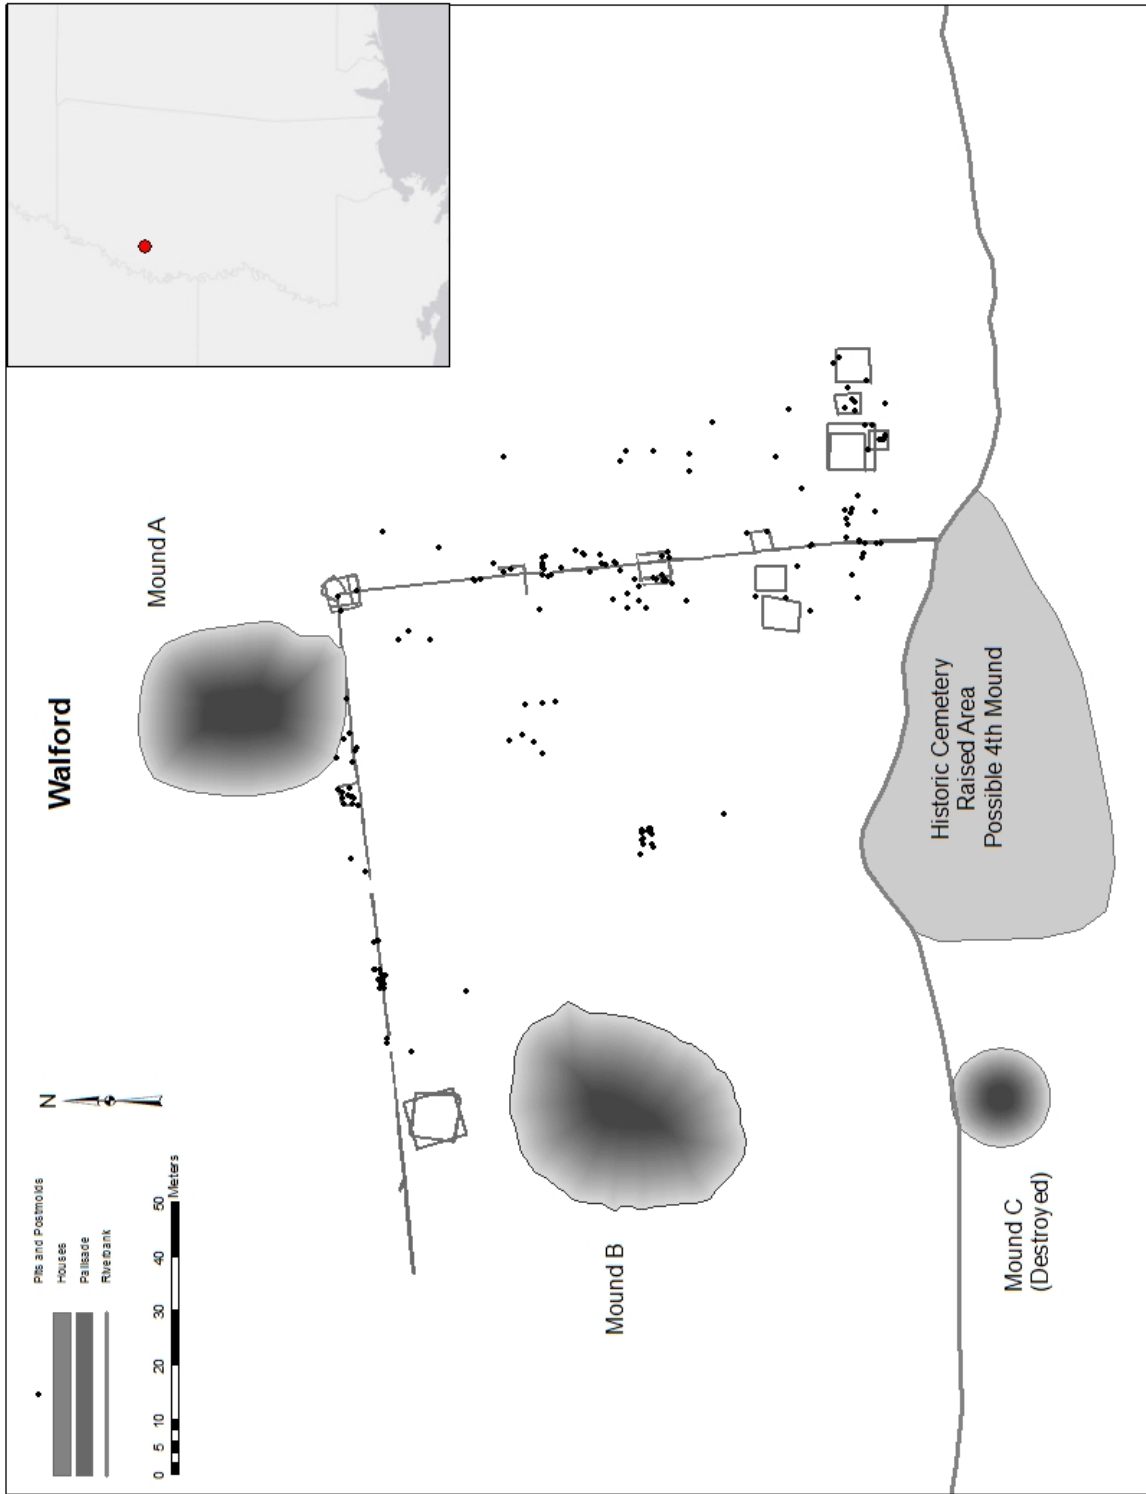 Walford
Mound A
N
Pits and Postmolds
Houses
Palisade
Riverbank
0 5 10 20 30 40 50
Meters
Mound B
Historic Cemetery
Raised Area
Possible 4th Mound
Mound C
(Destroyed)